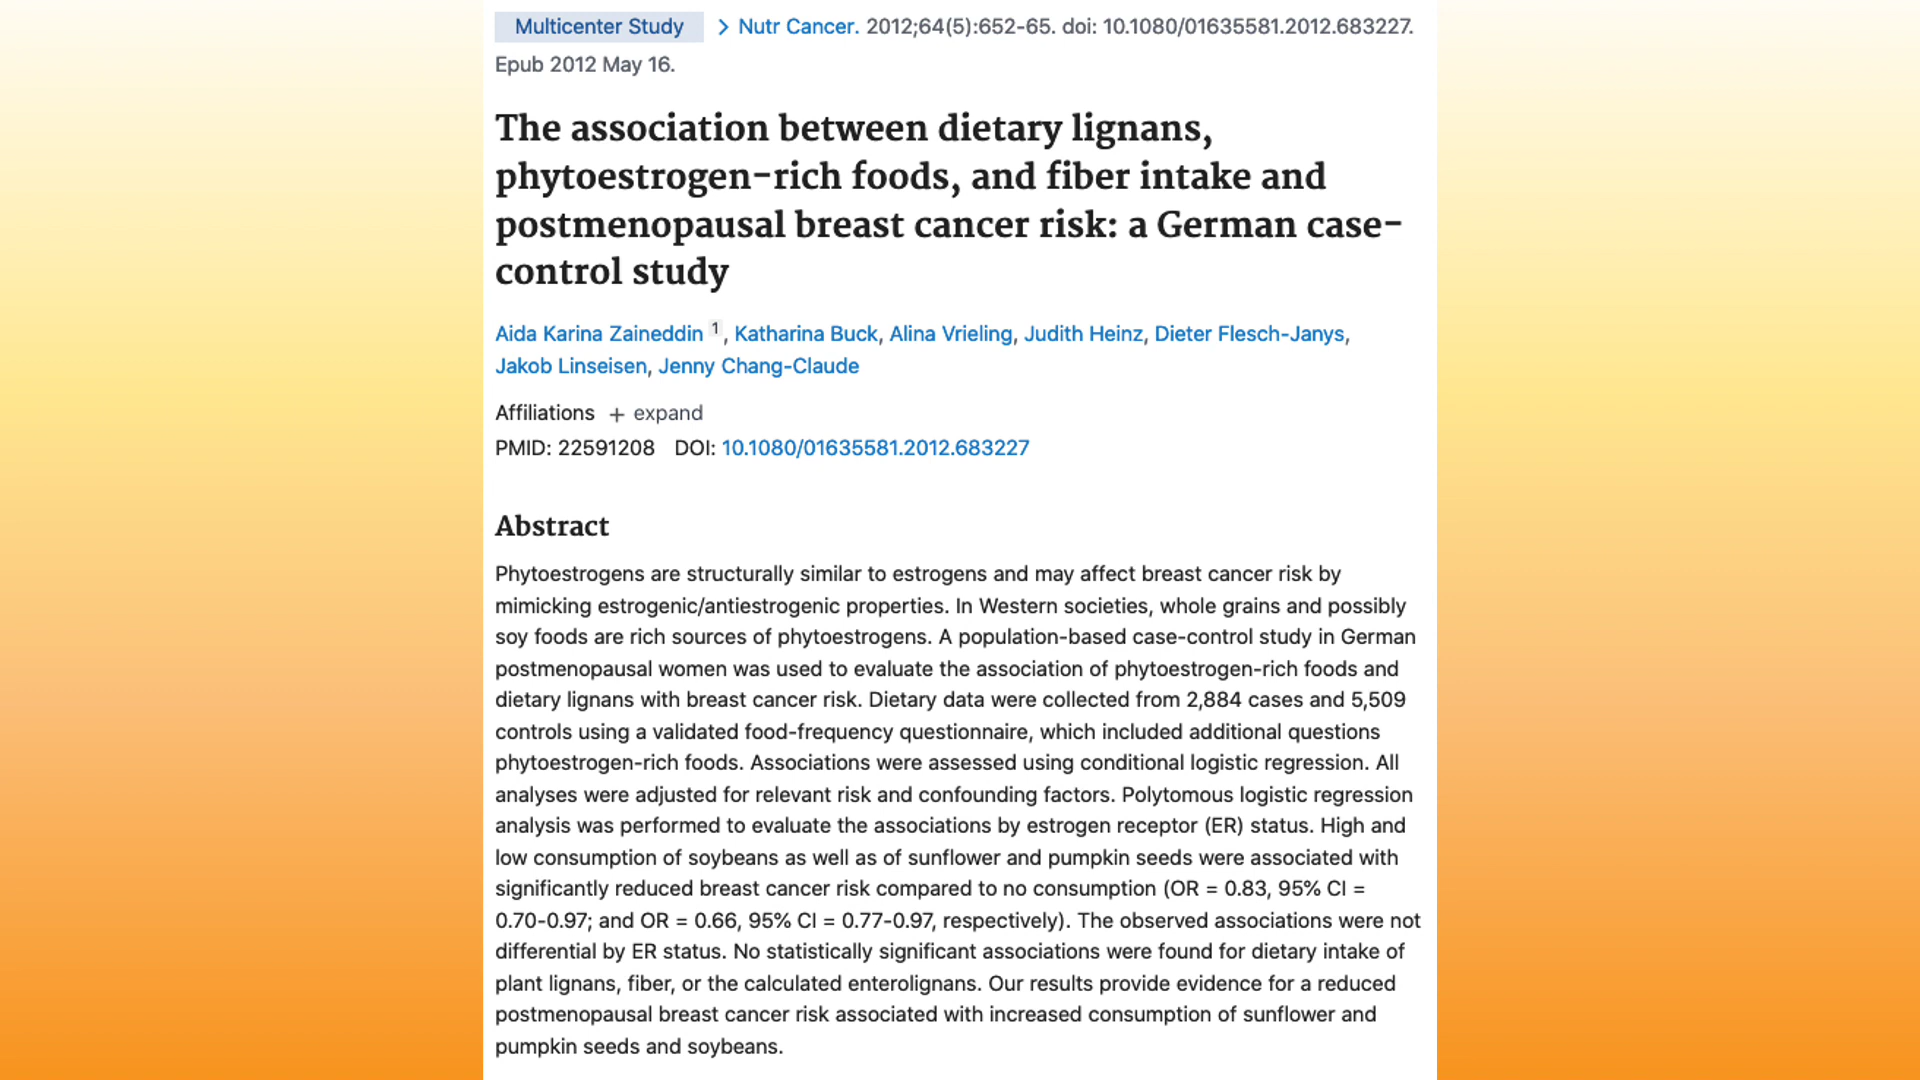 Multicenter Study > Nutr Cancer. 2012;64(5):652-65. doi: 10.1080/01635581.2012.683227.
Epub 2012 May 16.
The association between dietary lignans,
phytoestrogen-rich foods, and fiber intake and
postmenopausal breast cancer risk: a German case-
control study
Aida Karina Zaineddin 1, Katharina Buck, Alina Vrieling, Judith Heinz, Dieter Flesch-Janys,
Jakob Linseisen, Jenny Chang-Claude
Affiliations + expand
PMID: 22591208 DOI: 10.1080/01635581.2012.683227
Abstract
Phytoestrogens are structurally similar to estrogens and may affect breast cancer risk by
mimicking estrogenic/antiestrogenic properties. In Western societies, whole grains and possibly
soy foods are rich sources of phytoestrogens. A population-based case-control study in German
postmenopausal women was used to evaluate the association of phytoestrogen-rich foods and
dietary lignans with breast cancer risk. Dietary data were collected from 2,884 cases and 5,509
controls using a validated food-frequency questionnaire, which included additional questions
phytoestrogen-rich foods. Associations were assessed using conditional logistic regression. All
analyses were adjusted for relevant risk and confounding factors. Polytomous logistic regression
analysis was performed to evaluate the associations by estrogen receptor (ER) status. High and
low consumption of soybeans as well as of sunflower and pumpkin seeds were associated with
significantly reduced breast cancer risk compared to no consumption (OR = 0.83, 95% CI =
0.70-0.97; and OR = 0.66, 95% CI = 0.77-0.97, respectively). The observed associations were not
differential by ER status. No statistically significant associations were found for dietary intake of
plant lignans, fiber, or the calculated enterolignans. Our results provide evidence for a reduced
postmenopausal breast cancer risk associated with increased consumption of sunflower and
pumpkin seeds and soybeans.